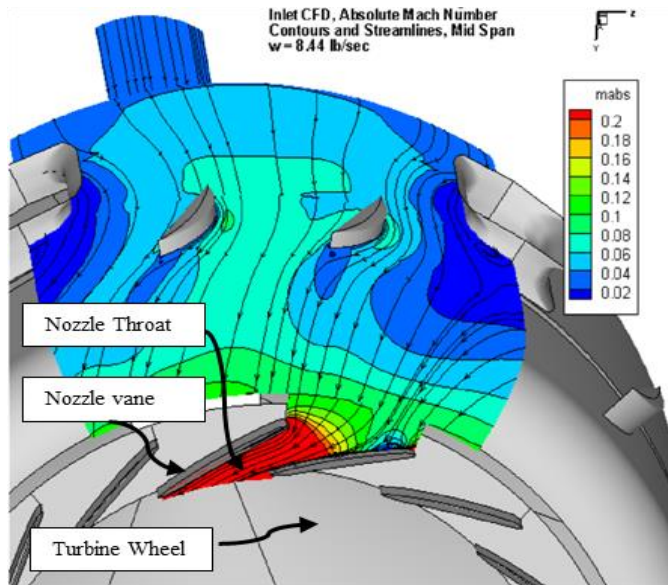 Inlet CFD, Absolute Mach Number
Contours and Streamlines, Mid Span
w = 8.44 lb/sec
Z
Y
mabs
0.2
0.18
0.16
0.14
0.12
0.1
0.08
0.06
0.04
0.02
Nozzle Throat
Nozzle vane
Turbine Wheel